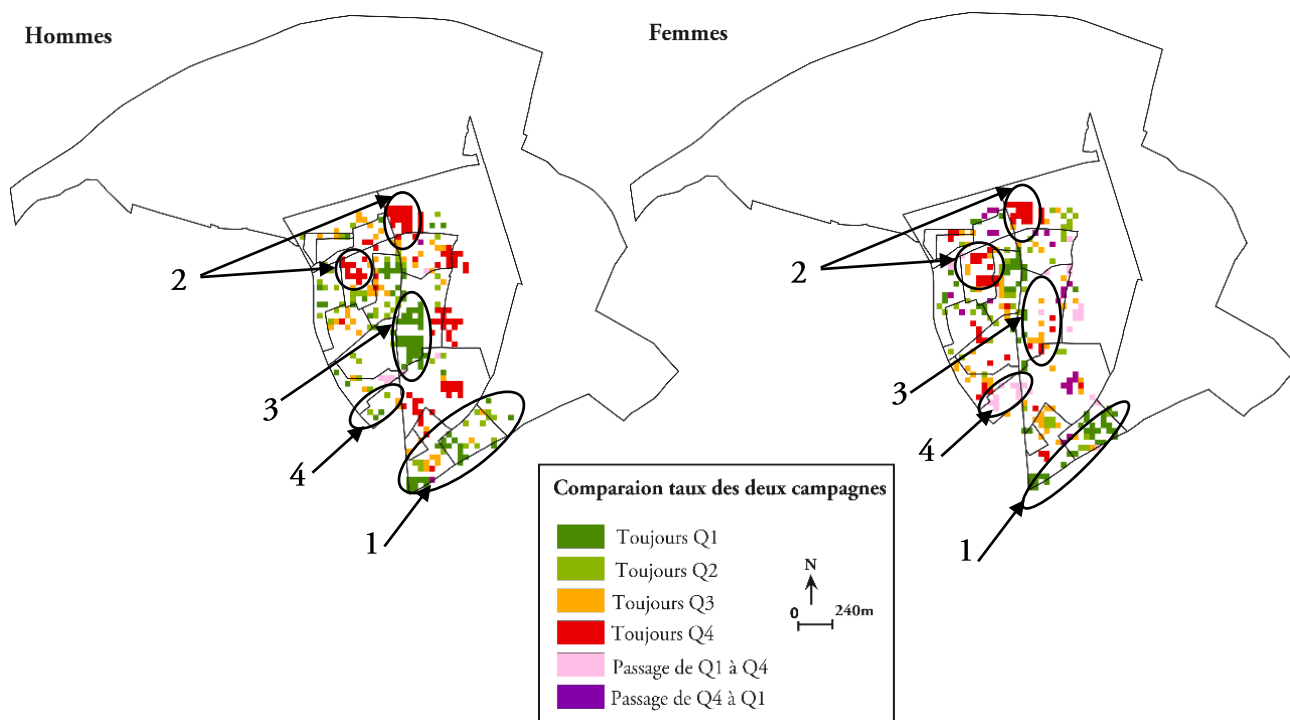 Hommes
Femmes
2
3
4
1
2
3
4
1
Comparaion taux des deux campagnes
Toujours Q1
Toujours Q2
Toujours Q3
Toujours Q4
Passage de Q1 à Q4
Passage de Q4 à Q1
N
0 240m